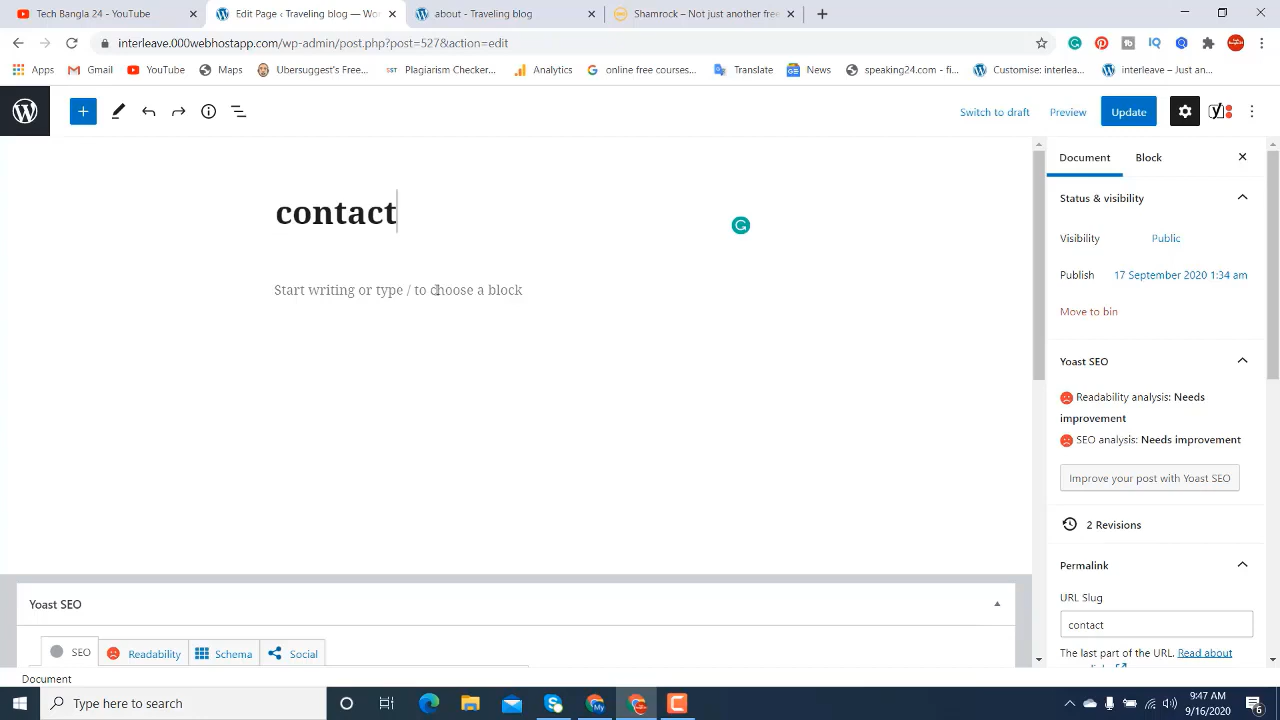 Tech Bangla 24 - YouTube
Edit Page ‹ Traveling blog — Wo
about - Traveling blog
Shamrock – Not just another free
interleave.000webhostapp.com/wp-admin/post.php?post=527&action=edit
Apps
Gmail
YouTube
Maps
Ubersuggest's Free...
Plagiarism Checker...
Analytics
online free courses...
Translate
News
speaking24.com - fi...
Customise: interlea...
interleave – Just an...
Switch to draft
Preview
Update
Document
Block
contact
Start writing or type / to choose a block
Status & visibility
Visibility
Public
Publish
17 September 2020 1:34 am
Move to bin
Yoast SEO
Readability analysis: Needs
improvement
SEO analysis: Needs improvement
Improve your post with Yoast SEO
2 Revisions
Permalink
URL Slug
contact
The last part of the URL. Read about
Yoast SEO
SEO
Readability
Schema
Social
Document
Type here to search
9:47 AM
9/16/2020
6